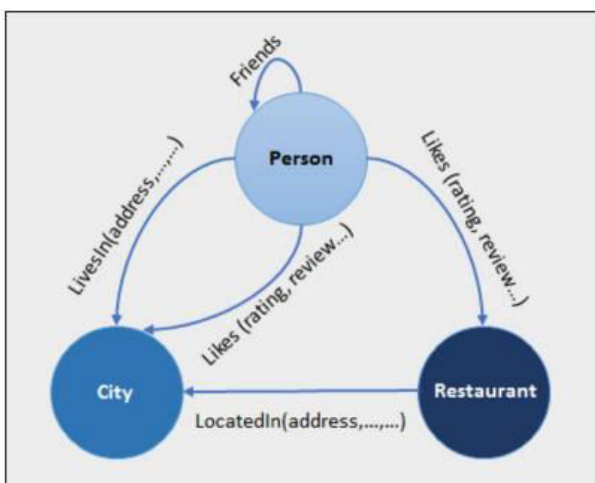 Friends
Person
LivesIn(address,...,...)
Likes (rating, review...)
Likes (rating, review...)
City
Restaurant
LocatedIn(address,...,...)